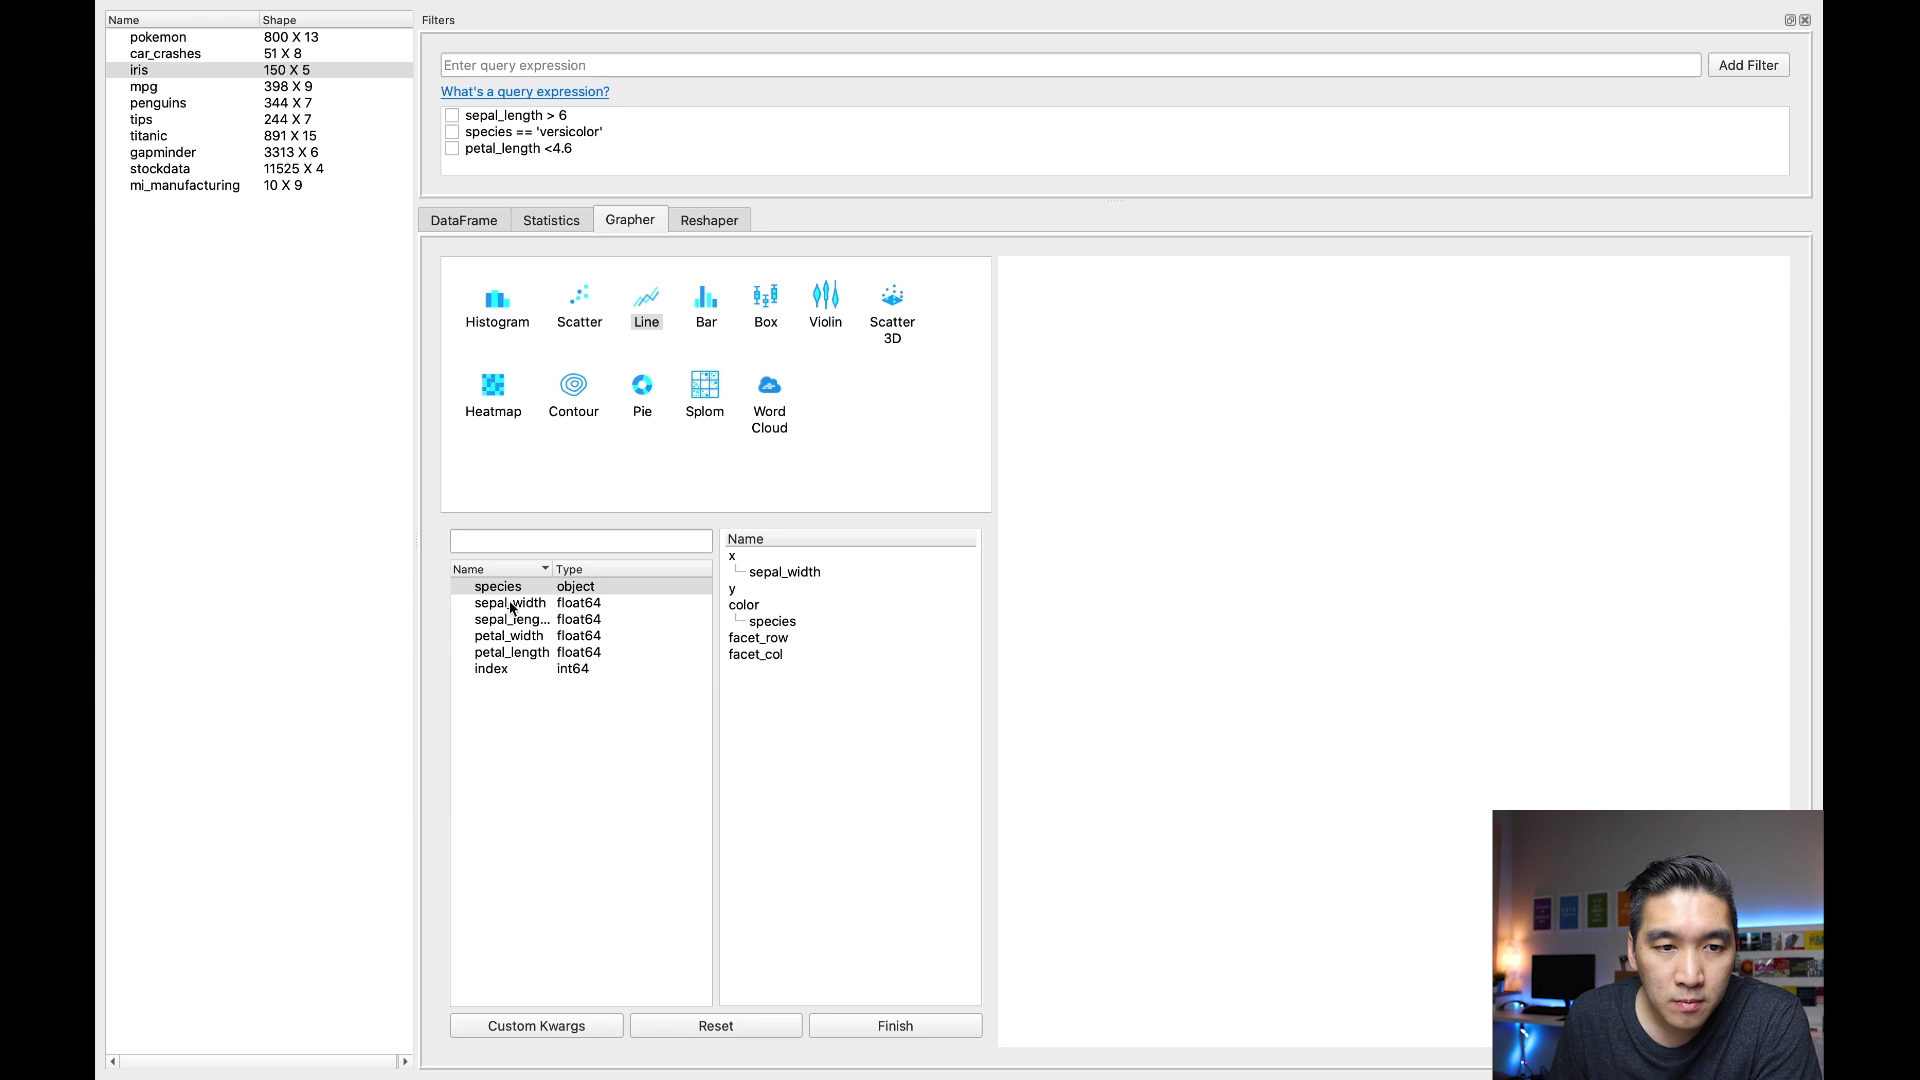 Name Shape
pokemon 800 X 13
car_crashes 51 X 8
iris 150 X 5
mpg 398 X 9
penguins 344 X 7
tips 244 X 7
titanic 891 X 15
gapminder 3313 X 6
stockdata 11525 X 4
mi_manufacturing 10 X 9
Filters
Enter query expression Add Filter
What's a query expression?
sepal_length > 6
species == 'versicolor'
petal_length <4.6
DataFrame Statistics Grapher Reshaper
Histogram Scatter Line Bar Box Violin Scatter
3D
Heatmap Contour Pie Splom Word
Cloud
Name Type
species object
sepal_width float64
sepal_leng... float64
petal_width float64
petal_length float64
index int64
Name
x
sepal_width
y
color
species
facet_row
facet_col
Custom Kwargs Reset Finish